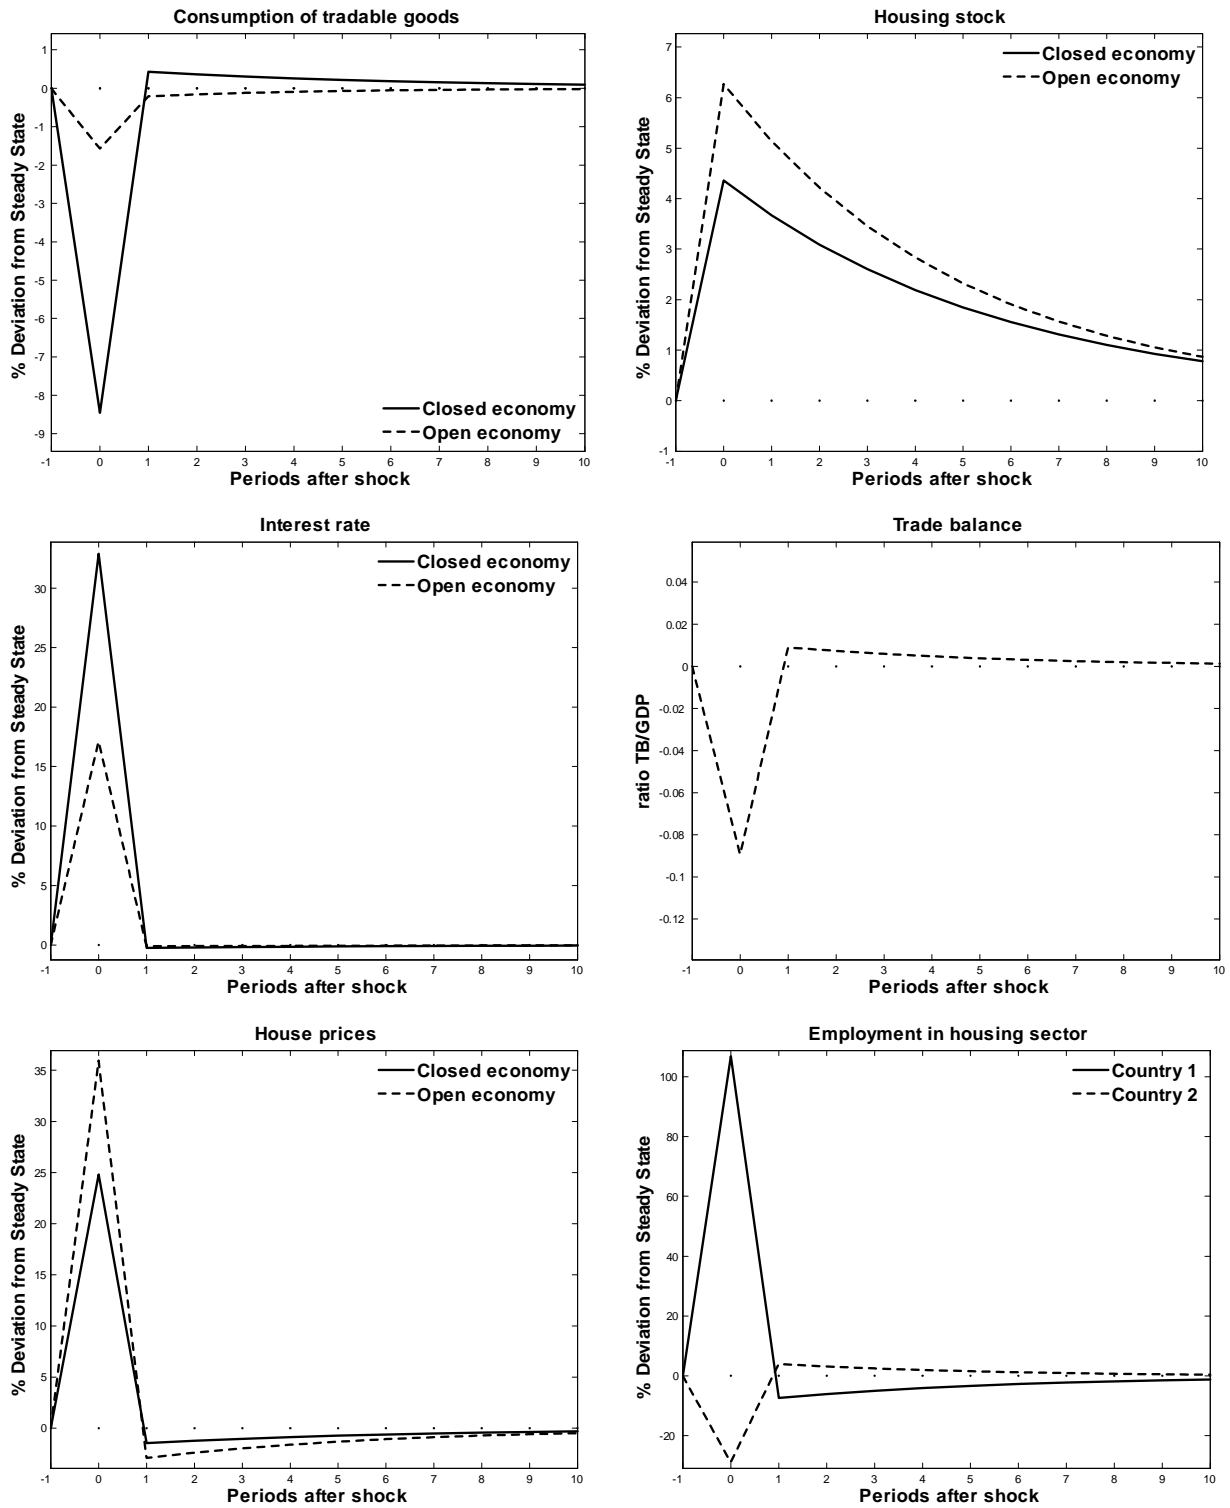 Consumption of tradable goods
% Deviation from Steady State
1
0
-1
-2
-3
-4
-5
-6
-7
-8
-9
Closed economy
Open economy
-1 0 1 2 3 4 5 6 7 8 9 10
Periods after shock
Housing stock
% Deviation from Steady State
7
6
5
4
3
2
1
0
-1
Closed economy
Open economy
-1 0 1 2 3 4 5 6 7 8 9 10
Periods after shock
Interest rate
% Deviation from Steady State
30
25
20
15
10
5
0
Closed economy
Open economy
-1 0 1 2 3 4 5 6 7 8 9 10
Periods after shock
Trade balance
ratio TB/GDP
0.04
0.02
0
-0.02
-0.04
-0.06
-0.08
-0.1
-0.12
-1 0 1 2 3 4 5 6 7 8 9 10
Periods after shock
House prices
% Deviation from Steady State
35
30
25
20
15
10
5
0
Closed economy
Open economy
-1 0 1 2 3 4 5 6 7 8 9 10
Periods after shock
Employment in housing sector
% Deviation from Steady State
100
80
60
40
20
0
-20
Country 1
Country 2
-1 0 1 2 3 4 5 6 7 8 9 10
Periods after shock